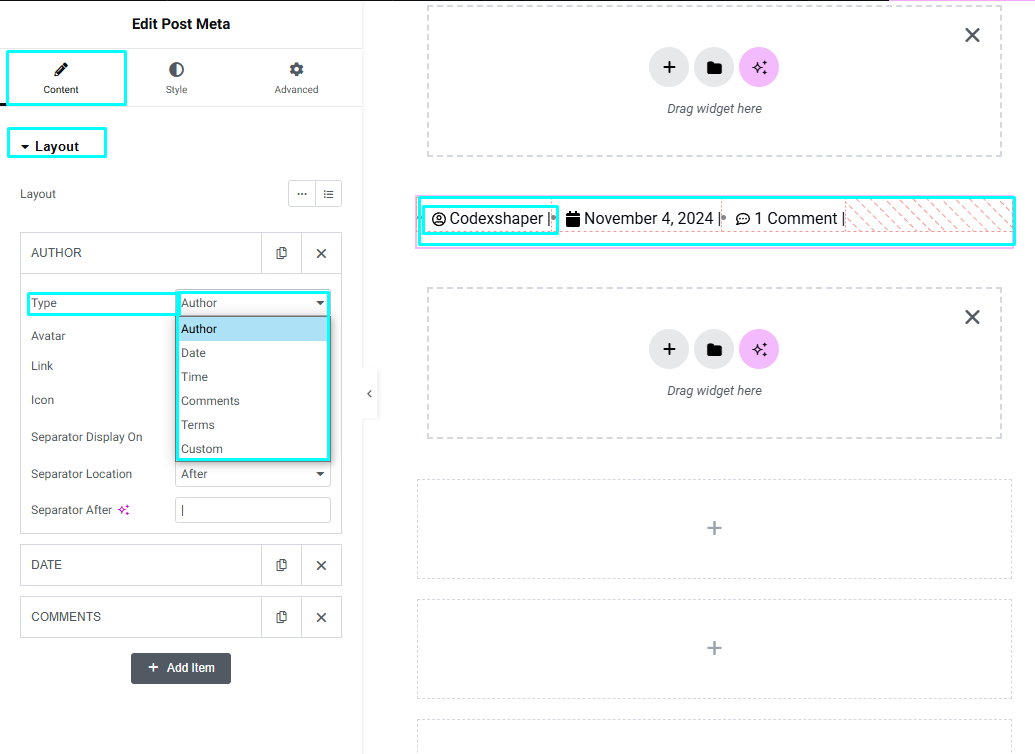 Edit Post Meta
Content
Style
Advanced
Layout
Layout
AUTHOR
Type
Author
Author
Date
Time
Comments
Terms
Custom
Avatar
Link
Icon
Separator Display On
Separator Location
After
Separator After
|
DATE
COMMENTS
+ Add Item
Drag widget here
Codexshaper | November 4, 2024 | 1 Comment |
Drag widget here